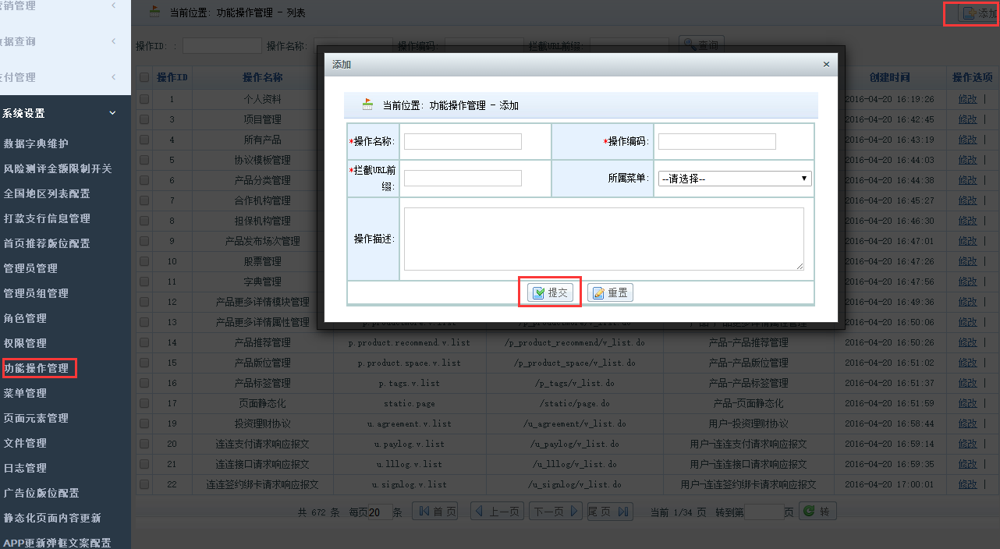 营销管理
数据查询
支付管理
系统设置
数据字典维护
风险测评金额限制开关
全国地区列表配置
打款支行信息管理
首页推荐版位配置
管理员管理
管理员组管理
角色管理
权限管理
功能操作管理
菜单管理
页面元素管理
文件管理
日志管理
广告位版位配置
静态化页面内容更新
APP更新弹框文案配置
当前位置: 功能操作管理 - 列表
添加
操作ID: : 操作名称: 操作编码: 拦截URL前缀: 查询
操作ID 操作名称 创建时间 操作选项
1 个人资料 2016-04-20 16:19:26 修改 |
3 项目管理 2016-04-20 16:42:45 修改 |
4 所有产品 2016-04-20 16:43:19 修改 |
5 协议模板管理 2016-04-20 16:44:03 修改 |
6 产品分类管理 2016-04-20 16:44:38 修改 |
7 合作机构管理 2016-04-20 16:45:27 修改 |
8 担保机构管理 2016-04-20 16:46:30 修改 |
9 产品发布场次管理 2016-04-20 16:47:01 修改 |
10 股票管理 2016-04-20 16:47:26 修改 |
11 字典管理 :56 修改 |
12 产品更多详情模块管理 修改 |
13 产品更多详情属性管理 p.productmore.v.list /p_productmore/v_list.do 产品-产品更多详情属性管理 2016-04-20 16:50:06 修改 |
14 产品推荐管理 p.product.recommend.v.list /p_product_recommend/v_list.do 产品-产品推荐管理 2016-04-20 16:50:26 修改 |
15 产品版位管理 p.product.space.v.list /p_product_space/v_list.do 产品-产品版位管理 2016-04-20 16:51:02 修改 |
16 产品标签管理 p.tags.v.list /p_tags/v_list.do 产品-产品标签管理 2016-04-20 16:51:37 修改 |
17 页面静态化 static.page /static/page.do 产品-页面静态化 2016-04-20 16:51:59 修改 |
19 投资理财协议 u.agreement.v.list /u_agreement/v_list.do 用户-投资理财协议 2016-04-20 16:58:44 修改 |
20 连连支付请求响应报文 u.paylog.v.list /u_paylog/v_list.do 用户-连连支付请求响应报文 2016-04-20 16:59:14 修改 |
21 连连接口请求响应报文 u.lllog.v.list /u_lllog/v_list.do 用户-连连接口请求响应报文 2016-04-20 16:59:35 修改 |
22 连连签约绑卡请求响应报文 u.signlog.v.list /u_signlog/v_list.do 用户-连连签约绑卡请求响应报文 2016-04-20 17:00:01 修改 |
共 672 条 每页20 条 首 页 上一页 下一页 尾 页 当前 1/34 页 转到第 页 转
添加 ×
当前位置: 功能操作管理 - 添加
*操作名称: *操作编码:
*拦截URL前缀: 所属菜单: --请选择--
操作描述:
提交 重置